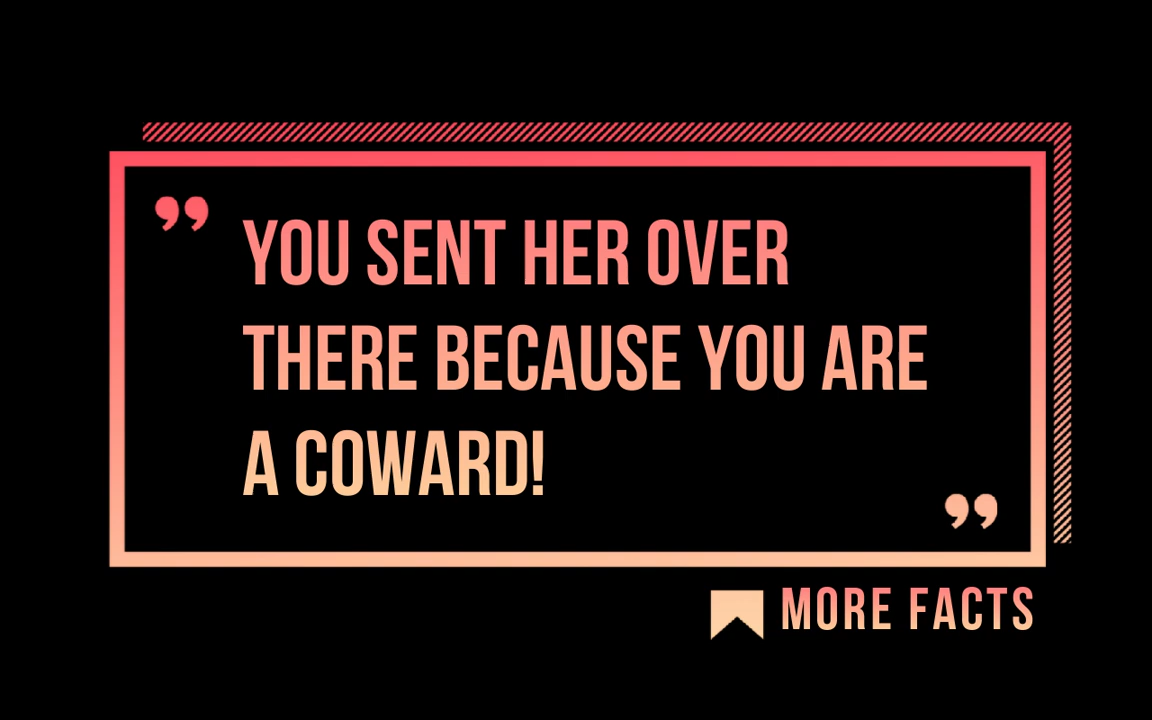 " YOU SENT HER OVER
THERE BECAUSE YOU ARE
A COWARD! "
MORE FACTS